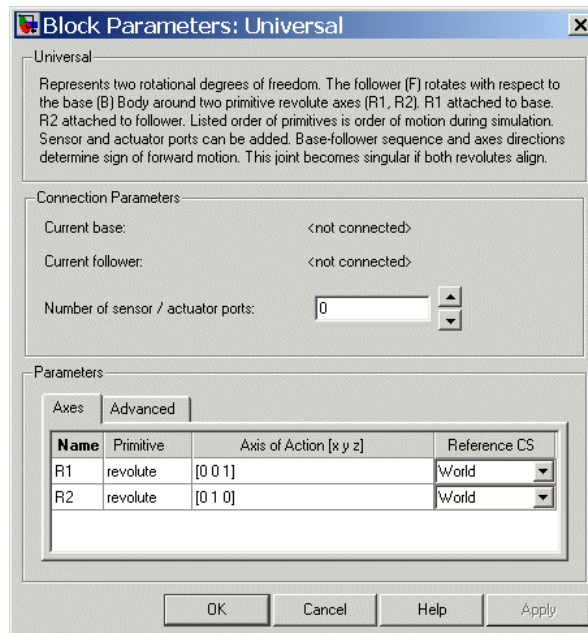 Block Parameters: Universal
Universal
Represents two rotational degrees of freedom. The follower (F) rotates with respect to
the base (B) Body around two primitive revolute axes (R1, R2). R1 attached to base.
R2 attached to follower. Listed order of primitives is order of motion during simulation.
Sensor and actuator ports can be added. Base-follower sequence and axes directions
determine sign of forward motion. This joint becomes singular if both revolutes align.
Connection Parameters
Current base: <not connected>
Current follower: <not connected>
Number of sensor / actuator ports: 0
Parameters
Axes Advanced
Name Primitive Axis of Action [x y z] Reference CS
R1 revolute [0 0 1] World
R2 revolute [0 1 0] World
OK Cancel Help Apply